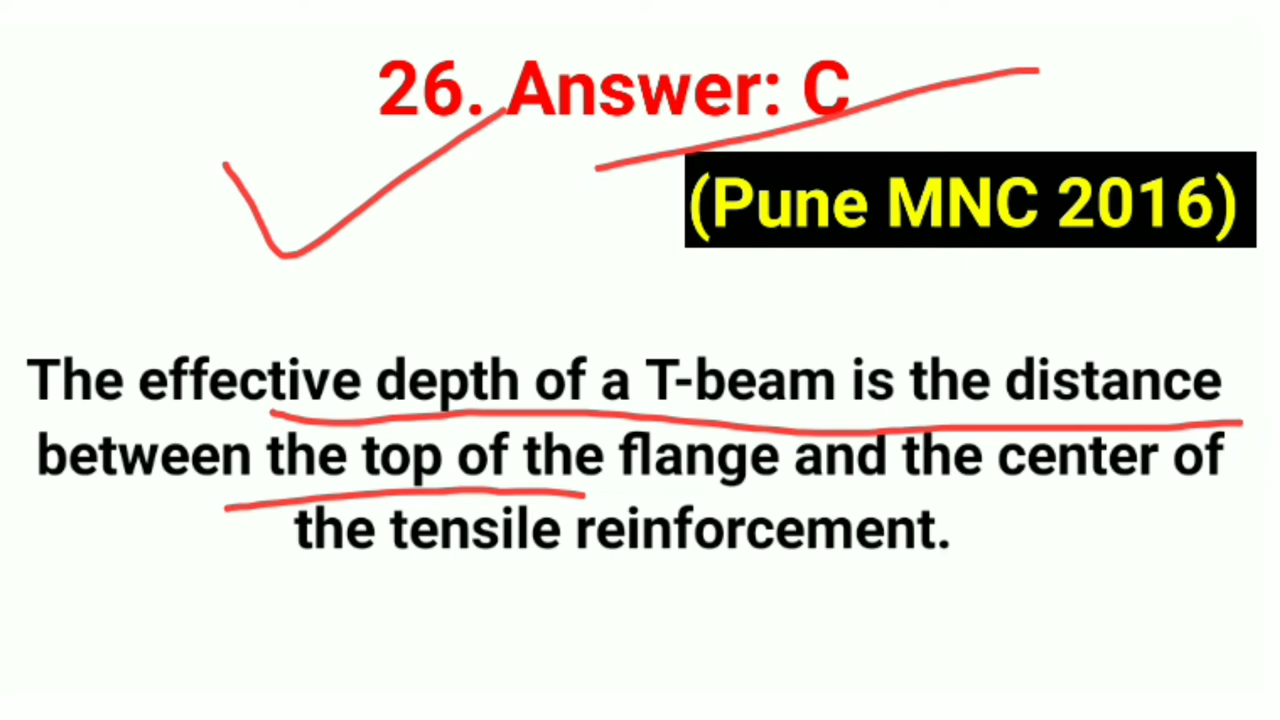 26. Answer: C
(Pune MNC 2016)
The effective depth of a T-beam is the distance
between the top of the flange and the center of
the tensile reinforcement.